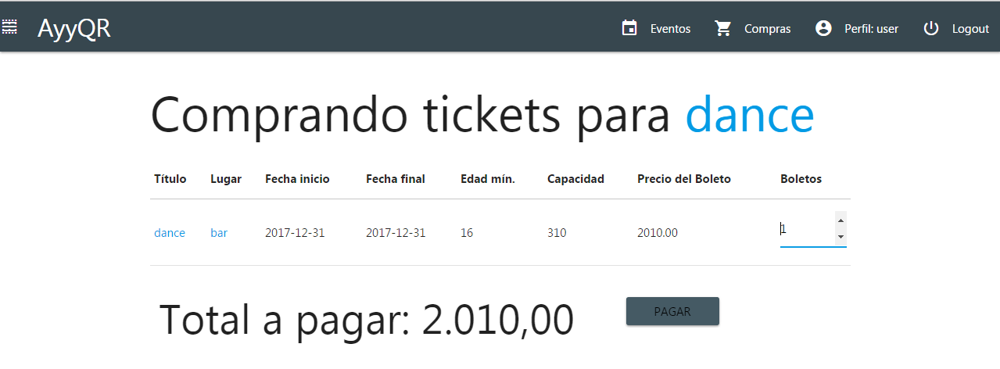 AyyQR Eventos Compras Perfil: user Logout
Comprando tickets para dance
Título Lugar Fecha inicio Fecha final Edad mín. Capacidad Precio del Boleto Boletos
dance bar 2017-12-31 2017-12-31 16 310 2010.00 1
Total a pagar: 2.010,00 PAGAR